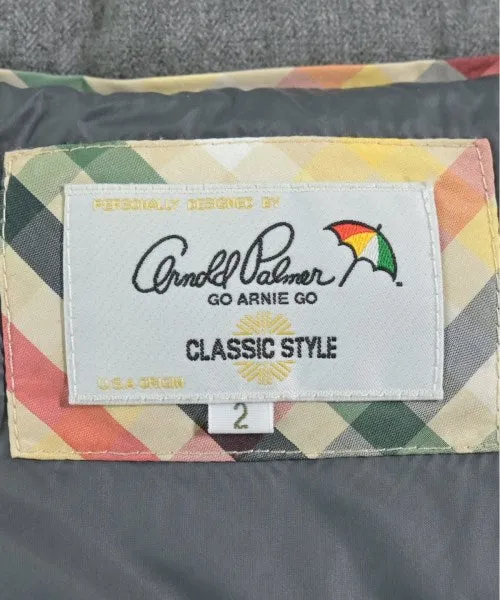 PERSONALLY DESIGNED BY
Arnold Palmer
GO ARNIE GO
CLASSIC STYLE
U.S.A ORIGIN
2